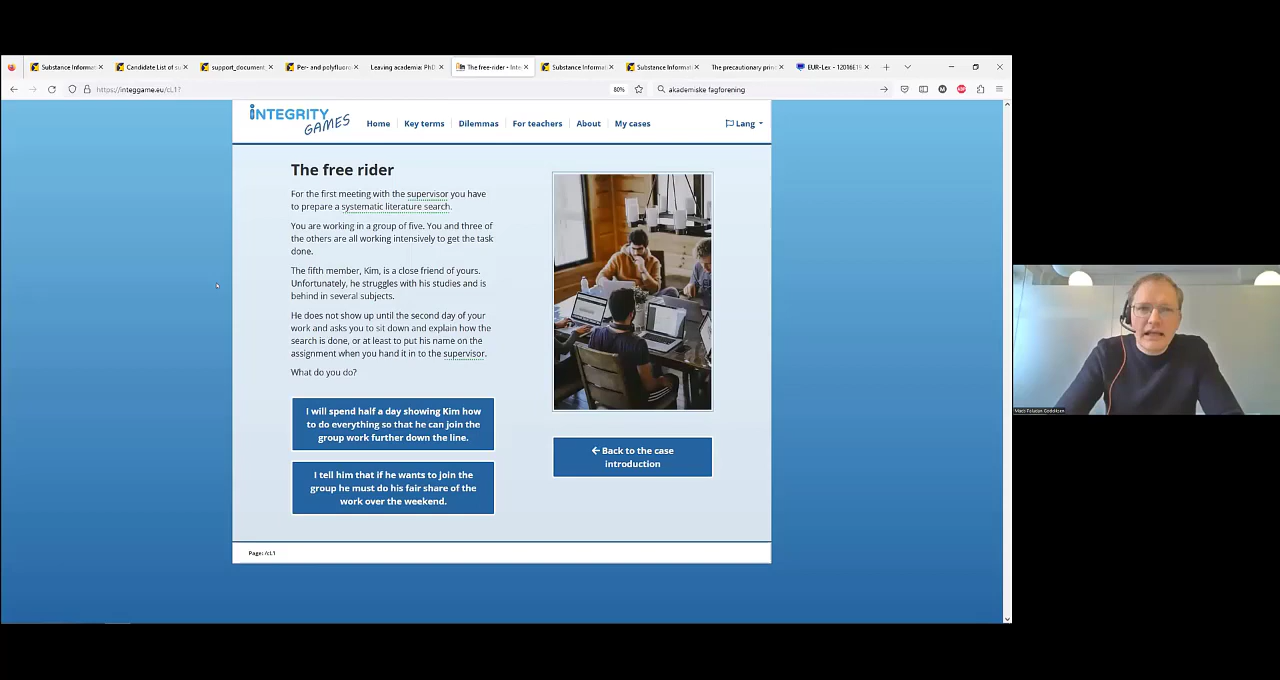 Substance Informat
Candidate List of su
support_document
Per- and polyfluoro
Leaving academia: PhD
The free-rider • Inte
Substance Informat
Substance Informat
The precautionary prin
EUR-Lex - 12016E19
https://integgame.eu/cL1?
80%
akademiske fagforening
INTEGRITY
GAMES
Home
Key terms
Dilemmas
For teachers
About
My cases
Lang
The free rider
For the first meeting with the supervisor you have
to prepare a systematic literature search.
You are working in a group of five. You and three of
the others are all working intensively to get the task
done.
The fifth member, Kim, is a close friend of yours.
Unfortunately, he struggles with his studies and is
behind in several subjects.
He does not show up until the second day of your
work and asks you to sit down and explain how the
search is done, or at least to put his name on the
assignment when you hand it in to the supervisor.
What do you do?
I will spend half a day showing Kim how
to do everything so that he can join the
group work further down the line.
I tell him that if he wants to join the
group he must do his fair share of the
work over the weekend.
Back to the case
introduction
Page: /cL1